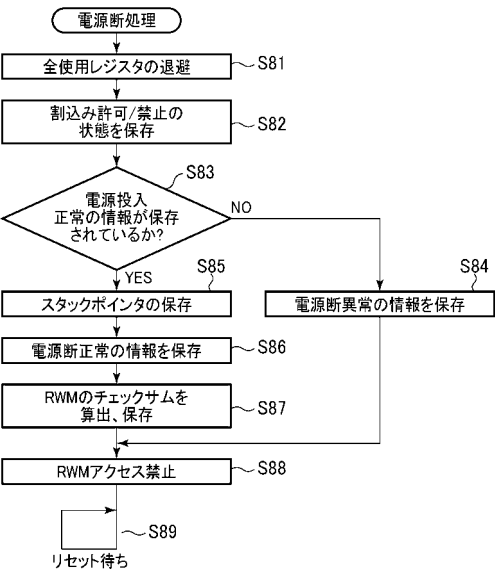 電源断処理
全使用レジスタの退避
S81
割込み許可/禁止の
状態を保存
S82
S83
電源投入
正常の情報が保存
されているか?
NO
YES
S85
スタックポインタの保存
S84
電源断異常の情報を保存
電源断正常の情報を保存
S86
RWMのチェックサムを
算出、保存
S87
RWMアクセス禁止
S88
S89
リセット待ち